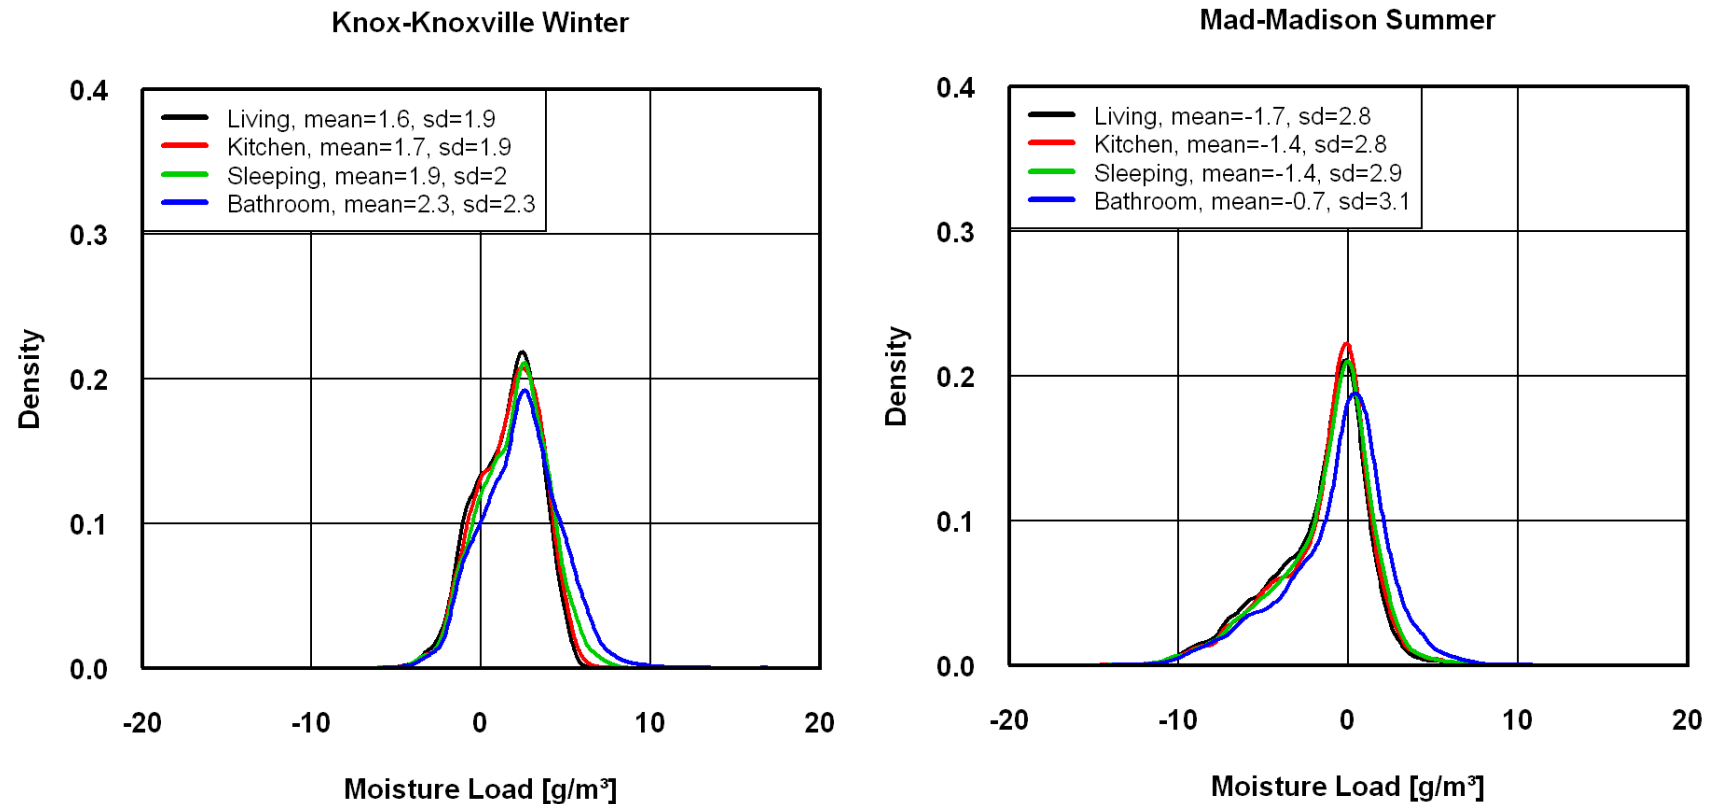 Knox-Knoxville Winter
0.4
Living, mean=1.6, sd=1.9
Kitchen, mean=1.7, sd=1.9
Sleeping, mean=1.9, sd=2
Bathroom, mean=2.3, sd=2.3
0.3
Density
0.2
0.1
0.0
-20 -10 0 10 20
Moisture Load [g/m³]
Mad-Madison Summer
0.4
Living, mean=-1.7, sd=2.8
Kitchen, mean=-1.4, sd=2.8
Sleeping, mean=-1.4, sd=2.9
Bathroom, mean=-0.7, sd=3.1
0.3
Density
0.2
0.1
0.0
-20 -10 0 10 20
Moisture Load [g/m³]